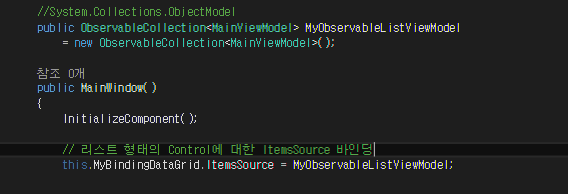 //System.Collections.ObjectModel
public ObservableCollection<MainViewModel> MyObservableListViewModel
= new ObservableCollection<MainViewModel>();
참조 0개
public MainWindow()
{
InitializeComponent();
// 리스트 형태의 Control에 대한 ItemsSource 바인덩
this.MyBindingDataGrid.ItemsSource = MyObservableListViewModel;